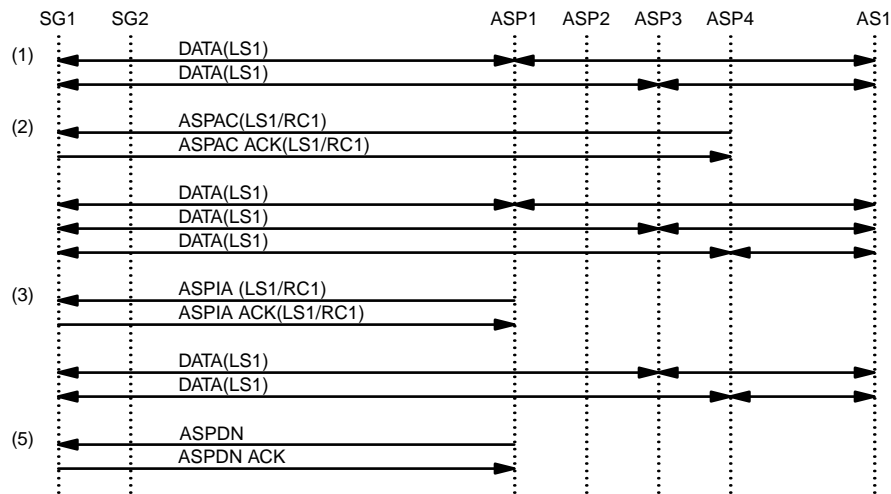 SG1 SG2 ASP1 ASP2 ASP3 ASP4 AS1
(1) DATA(LS1)
DATA(LS1)
(2) ASPAC(LS1/RC1)
ASPAC ACK(LS1/RC1)
DATA(LS1)
DATA(LS1)
DATA(LS1)
(3) ASPIA (LS1/RC1)
ASPIA ACK(LS1/RC1)
DATA(LS1)
DATA(LS1)
(5) ASPDN
ASPDN ACK